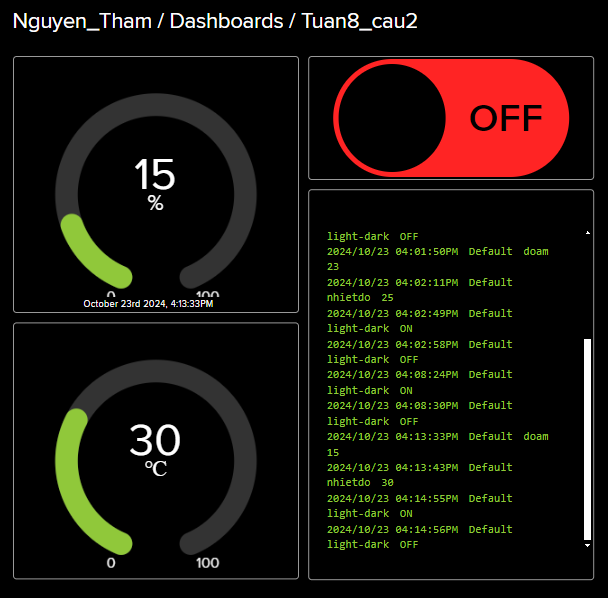 Nguyen_Tham / Dashboards / Tuan8_cau2
15
%
0 100
October 23rd 2024, 4:13:33PM
30
°C
0 100
OFF
light-dark OFF
2024/10/23 04:01:50PM Default doam
23
2024/10/23 04:02:11PM Default
nhietdo 25
2024/10/23 04:02:49PM Default
light-dark ON
2024/10/23 04:02:58PM Default
light-dark OFF
2024/10/23 04:08:24PM Default
light-dark ON
2024/10/23 04:08:30PM Default
light-dark OFF
2024/10/23 04:13:33PM Default doam
15
2024/10/23 04:13:43PM Default
nhietdo 30
2024/10/23 04:14:55PM Default
light-dark ON
2024/10/23 04:14:56PM Default
light-dark OFF